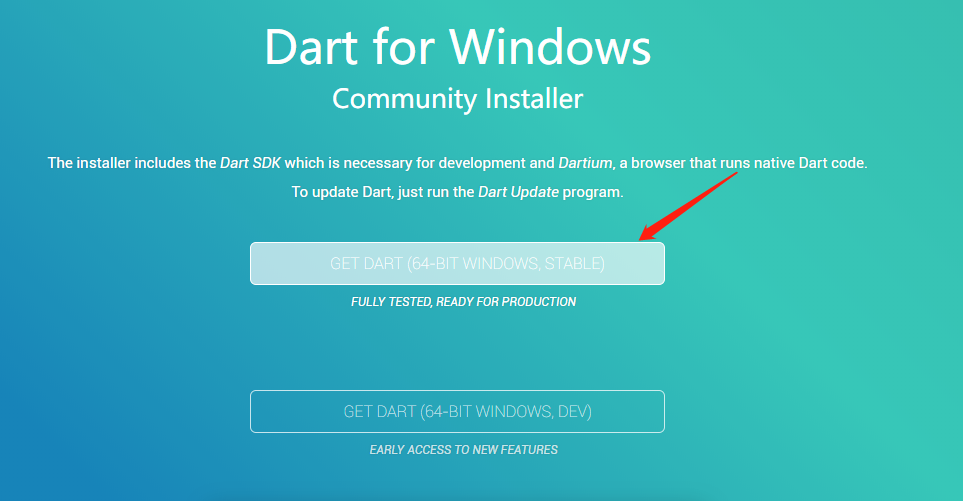 Dart for Windows
Community Installer
The installer includes the Dart SDK which is necessary for development and Dartium, a browser that runs native Dart code.
To update Dart, just run the Dart Update program.
GET DART (64-BIT WINDOWS, STABLE)
FULLY TESTED, READY FOR PRODUCTION
GET DART (64-BIT WINDOWS, DEV)
EARLY ACCESS TO NEW FEATURES